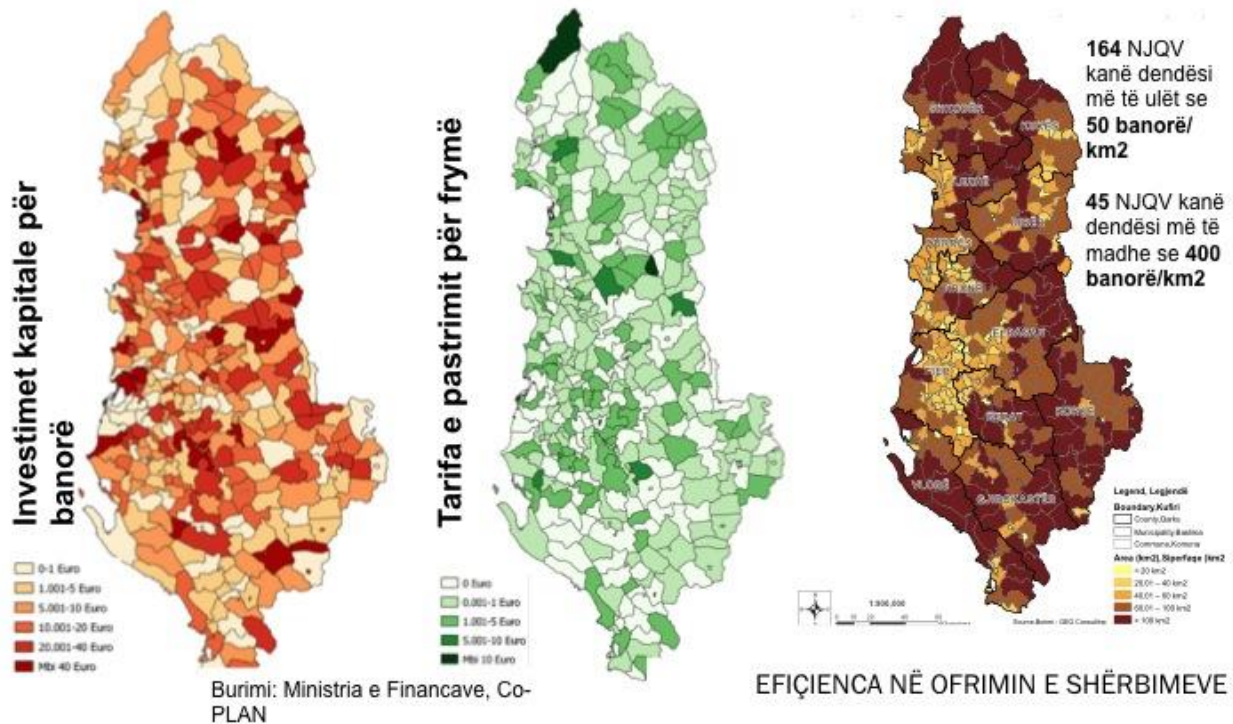 Investimet kapitale për
banorë
0-1 Euro
1.001-5 Euro
5.001-10 Euro
10.001-20 Euro
20.001-40 Euro
Mbi 40 Euro
Burimi: Ministria e Financave, Co-
PLAN
Tarifa e pastrimit për frymë
0 Euro
0.001-1 Euro
1.001-5 Euro
5.001-10 Euro
Mbi 10 Euro
164 NJQV
kanë dendësi
më të ulët se
50 banorë/
km2
45 NJQV kanë
dendësi më të
madhe se 400
banorë/km2
SHKODËR
KUKËS
LEZHË
DIBËR
DURRËS
TIRANË
ELBASAN
FIER
BERAT
KORÇË
VLORË
GJIROKASTËR
Legend, Legjendë
Boundary,Kufiri
County,Qarku
Municipality,Bashkia
Commune,Komuna
Area (km2),Siperfaqe (km2
< 20 km2
20,01 – 40 km2
40,01 – 60 km2
60,01 – 100 km2
> 100 km2
EFIÇIENCA NË OFRIMIN E SHËRBIMEVE